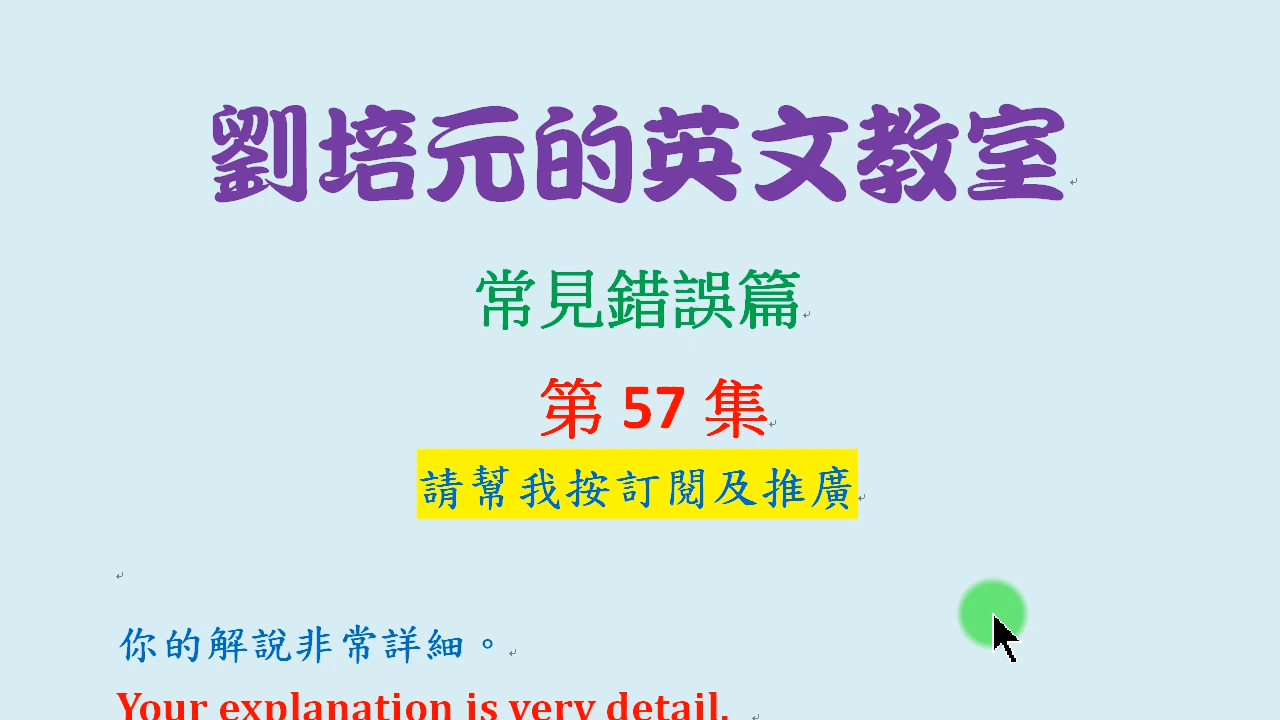 劉培元的英文教室
常見錯誤篇
第 57 集
請幫我按訂閱及推廣
你的解說非常詳細。
Your explanation is very detail.